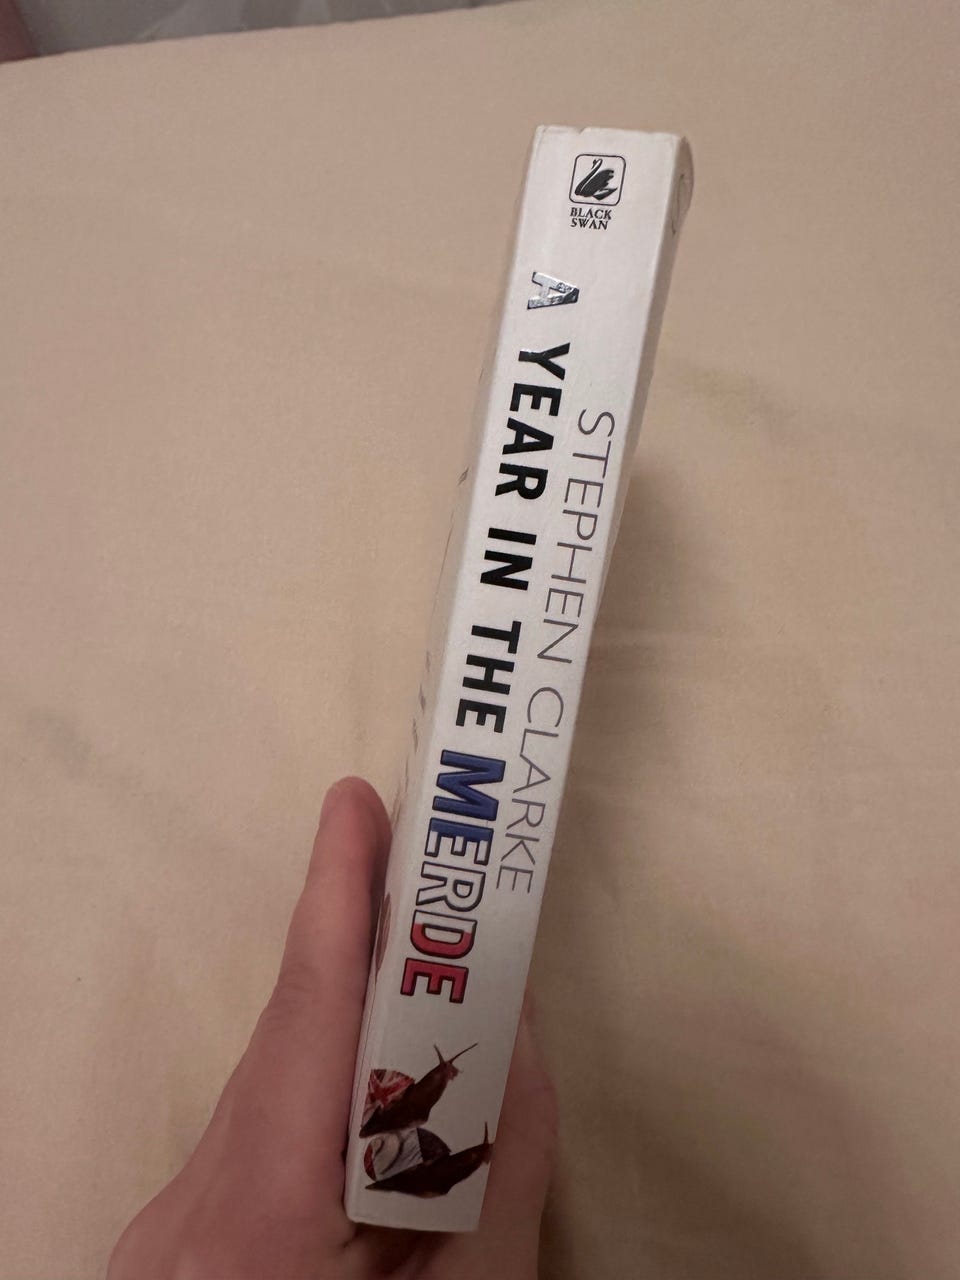 BLACK
SWAN
STEPHEN CLARKE
A YEAR IN THE MERDE